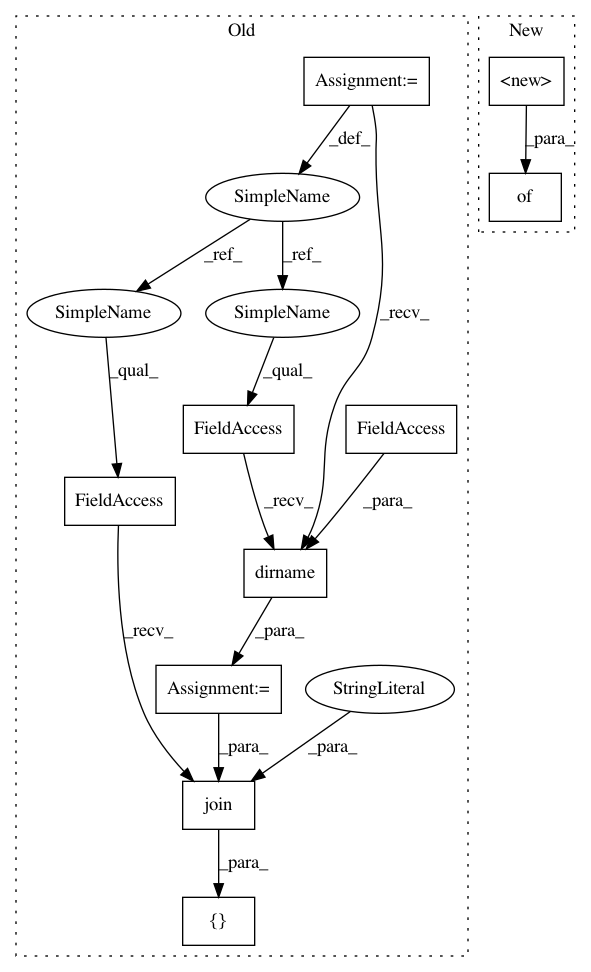 Old
New
Assignment:=
<new>
_def_
_para_
SimpleName
of
_ref_
_ref_
SimpleName
SimpleName
_recv_
_qual_
_qual_
FieldAccess
FieldAccess
FieldAccess
_recv_
_para_
dirname
_recv_
_para_
Assignment:=
StringLiteral
_para_
_para_
join
_para_
{}